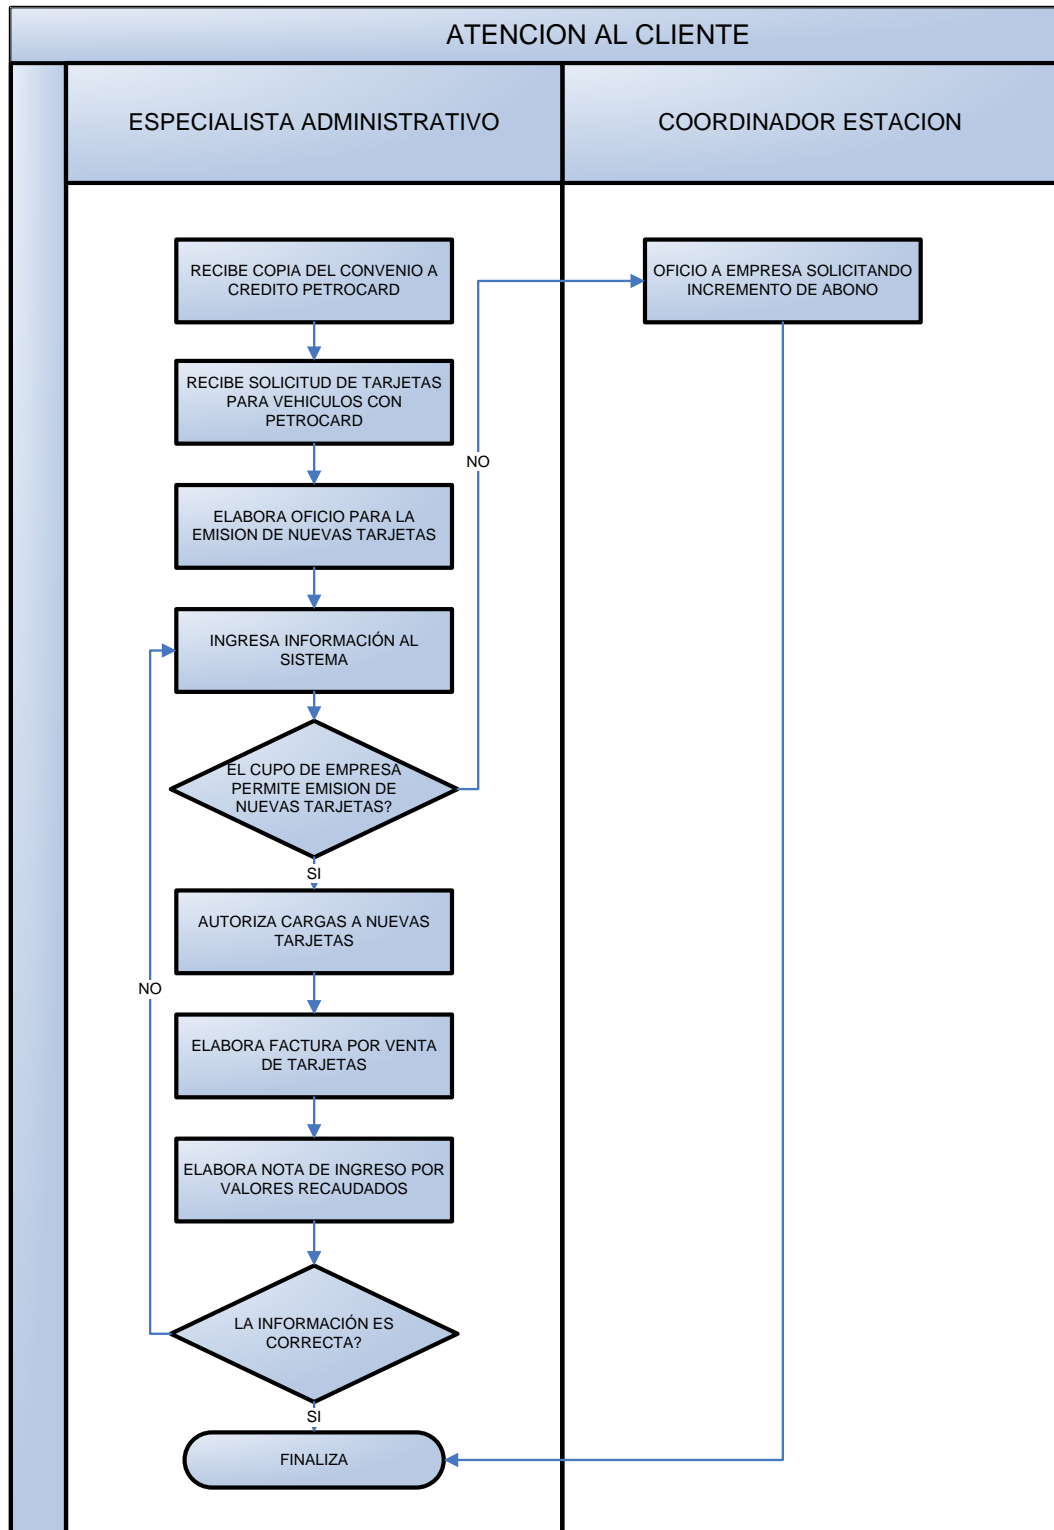 ATENCION AL CLIENTE
ESPECIALISTA ADMINISTRATIVO
COORDINADOR ESTACION
RECIBE COPIA DEL CONVENIO A
CREDITO PETROCARD
OFICIO A EMPRESA SOLICITANDO
INCREMENTO DE ABONO
RECIBE SOLICITUD DE TARJETAS
PARA VEHICULOS CON
PETROCARD
NO
ELABORA OFICIO PARA LA
EMISION DE NUEVAS TARJETAS
INGRESA INFORMACIÓN AL
SISTEMA
EL CUPO DE EMPRESA
PERMITE EMISION DE
NUEVAS TARJETAS?
SI
AUTORIZA CARGAS A NUEVAS
TARJETAS
NO
ELABORA FACTURA POR VENTA
DE TARJETAS
ELABORA NOTA DE INGRESO POR
VALORES RECAUDADOS
LA INFORMACIÓN ES
CORRECTA?
SI
FINALIZA